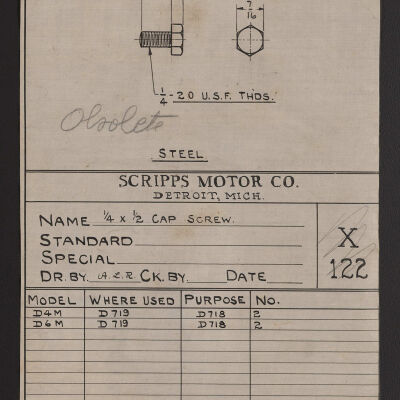 7
16
1/4 - 20 U.S.F. THDS.
Obsolete
STEEL
SCRIPPS MOTOR CO.
DETROIT, MICH.
NAME 1/4 x 1/2 CAP SCREW.
STANDARD
SPECIAL
DR. BY. A.L.R. CK. BY. DATE
X
122
MODEL WHERE USED PURPOSE NO.
D4M D719 D718 2
D6M D719 D718 2